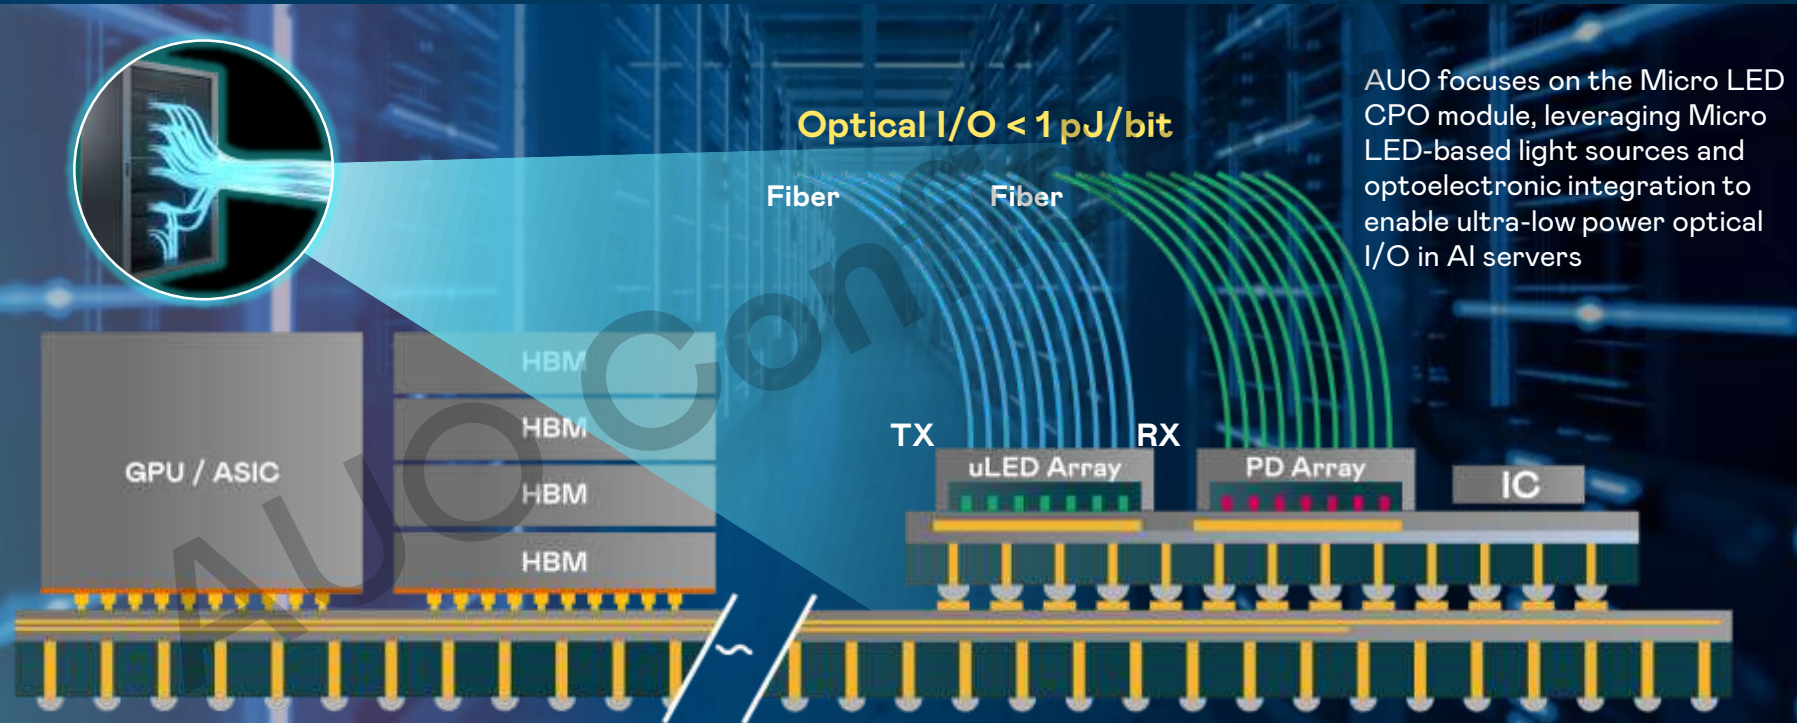 Optical I/O < 1 pJ/bit
AUO focuses on the Micro LED
CPO module, leveraging Micro
LED-based light sources and
optoelectronic integration to
enable ultra-low power optical
I/O in AI servers
Fiber
Fiber
TX
RX
uLED Array
PD Array
IC
GPU / ASIC
HBM
HBM
HBM
HBM
AUO